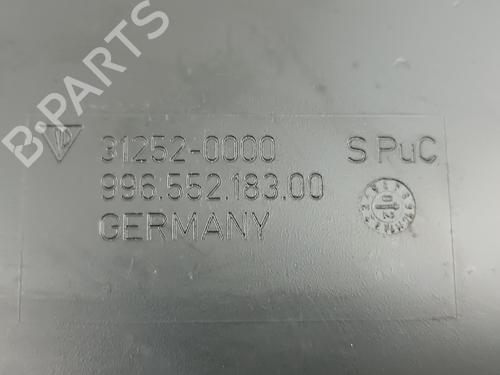 B-PARTS
31252-0000 S PuC
996.552.183.00
GERMANY